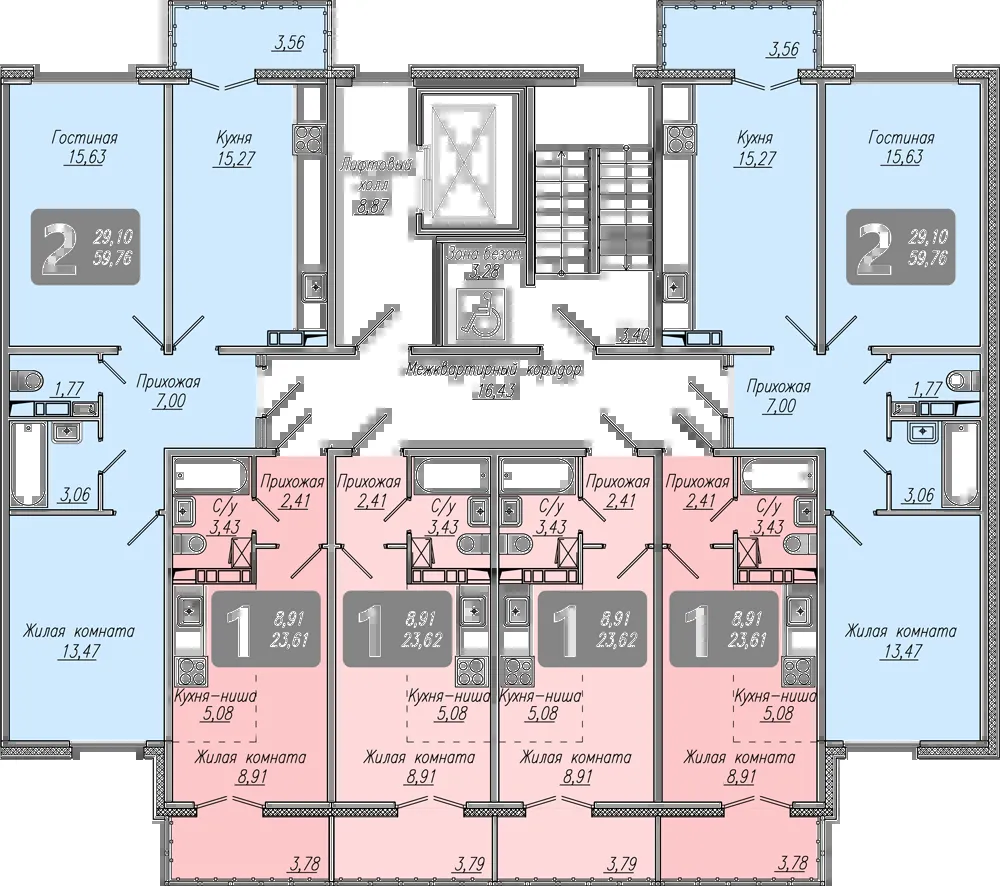 3,56
3,56
Гостиная
15,63
Кухня
15,27
Лифтовый
холл
8,87
Кухня
15,27
Гостиная
15,63
2
29,10
59,76
Зона безоп.
3,28
2
29,10
59,76
3,40
Межквартирный коридор
16,43
1,77
Прихожая
7,00
Прихожая
7,00
1,77
3,06
3,06
Прихожая
2,41
Прихожая
2,41
Прихожая
2,41
Прихожая
2,41
С/у
3,43
С/у
3,43
С/у
3,43
С/у
3,43
1
8,91
23,61
1
8,91
23,62
1
8,91
23,62
1
8,91
23,61
Жилая комната
13,47
Жилая комната
13,47
Кухня-ниша
5,08
Кухня-ниша
5,08
Кухня-ниша
5,08
Кухня-ниша
5,08
Жилая комната
8,91
Жилая комната
8,91
Жилая комната
8,91
Жилая комната
8,91
3,78
3,79
3,79
3,78